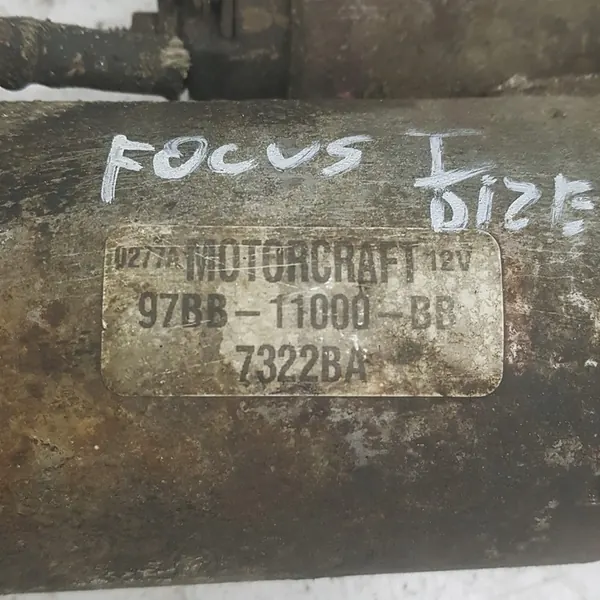 FOCUS I
DIZE
0277A MOTORCRAFT 12V
97BB-11000-BB
7322BA